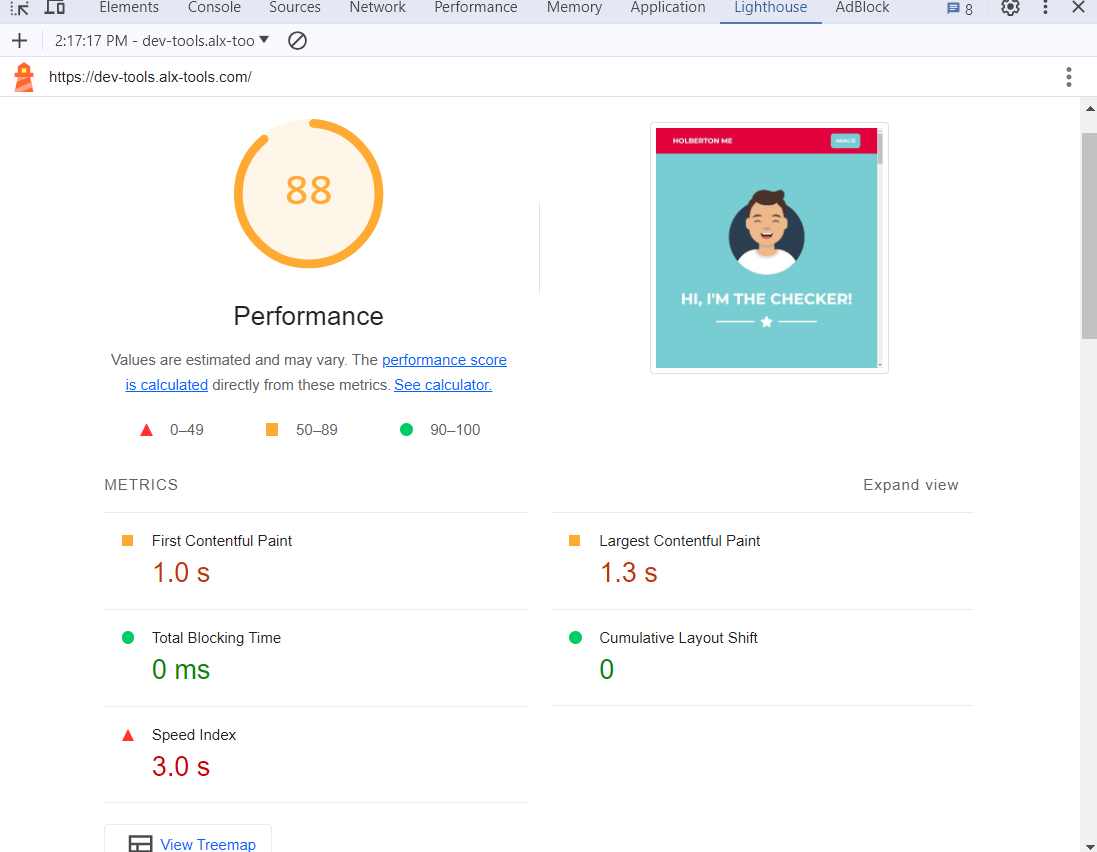 Elements Console Sources Network Performance Memory Application Lighthouse AdBlock 8
2:17:17 PM - dev-tools.alx-too
https://dev-tools.alx-tools.com/
88
Performance
Values are estimated and may vary. The performance score
is calculated directly from these metrics. See calculator.
0–49 50–89 90–100
HOLBERTON ME MENU
HI, I'M THE CHECKER!
METRICS Expand view
First Contentful Paint
1.0 s
Largest Contentful Paint
1.3 s
Total Blocking Time
0 ms
Cumulative Layout Shift
0
Speed Index
3.0 s
View Treemap